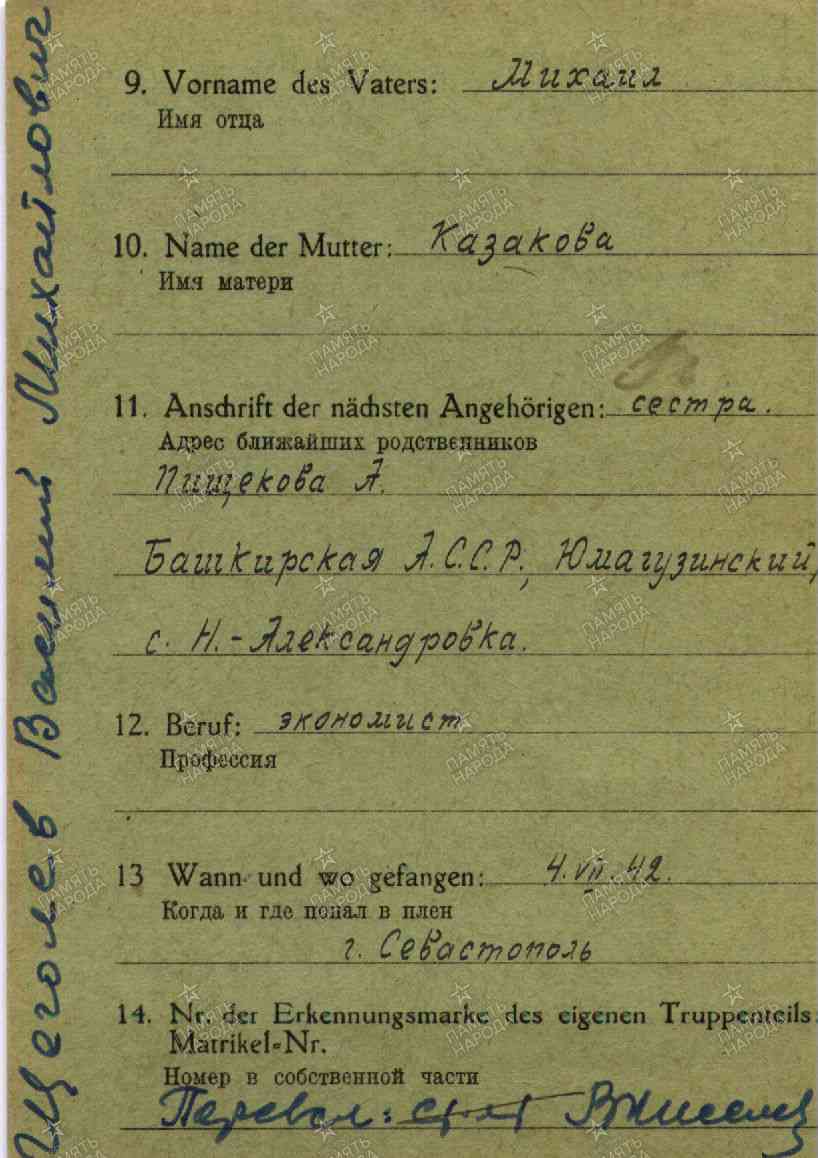 Щеголев Василий Михайлович
9. Vorname des Vaters: Михаил
Имя отца
10. Name der Mutter: Казакова
Имя матери
11. Anschrift der nächsten Angehörigen: сестра.
Адрес ближайших родственников
Пищекова А.
Башкирская А.С.С.Р, Юмагузинский,
с. Н.-Александровка.
12. Beruf: экономист
Профессия
13 Wann und wo gefangen: 4.VII.42.
Когда и где попал в плен
г. Севастополь
14. Nr. der Erkennungsmarke des eigenen Truppenteils:
Matrikel-Nr.
Номер в собственной части
Перевел:
ПАМЯТЬ
НАРОДА